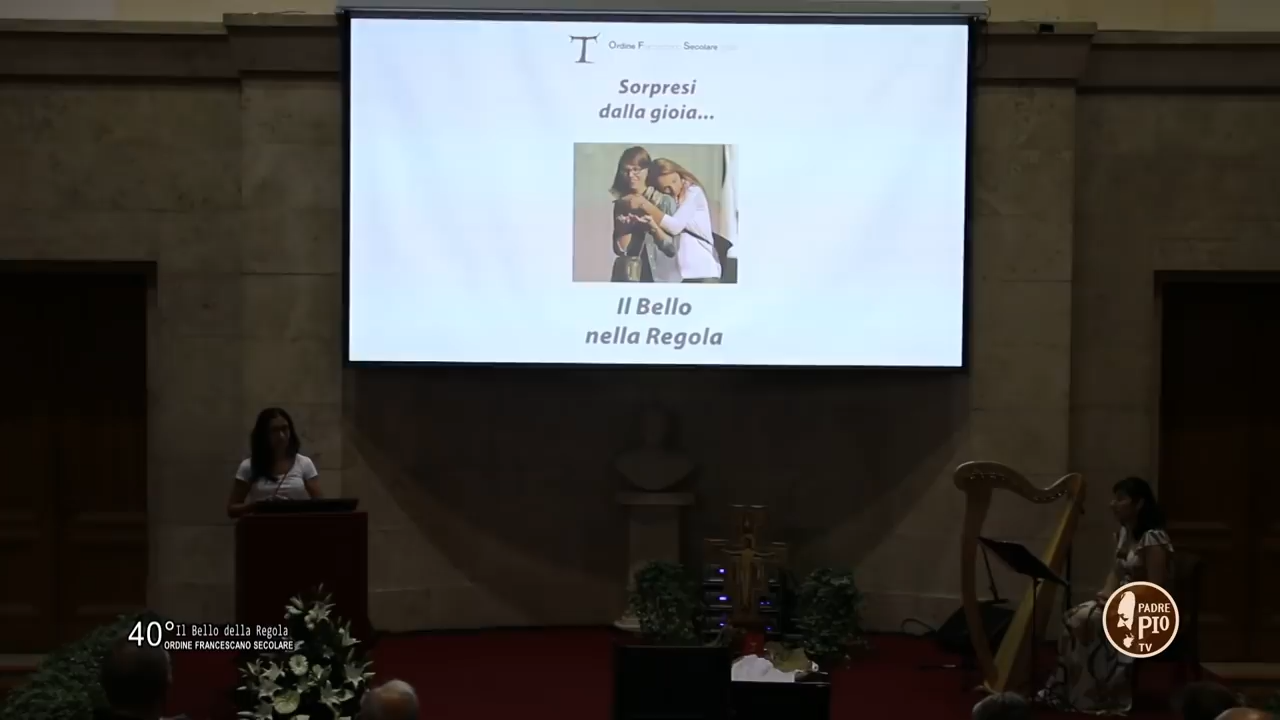 Ordine Francescano Secolare
Sorpresi
dalla gioia...
Il Bello
nella Regola
40° Il Bello della Regola
ORDINE FRANCESCANO SECOLARE
PADRE
PIO
TV